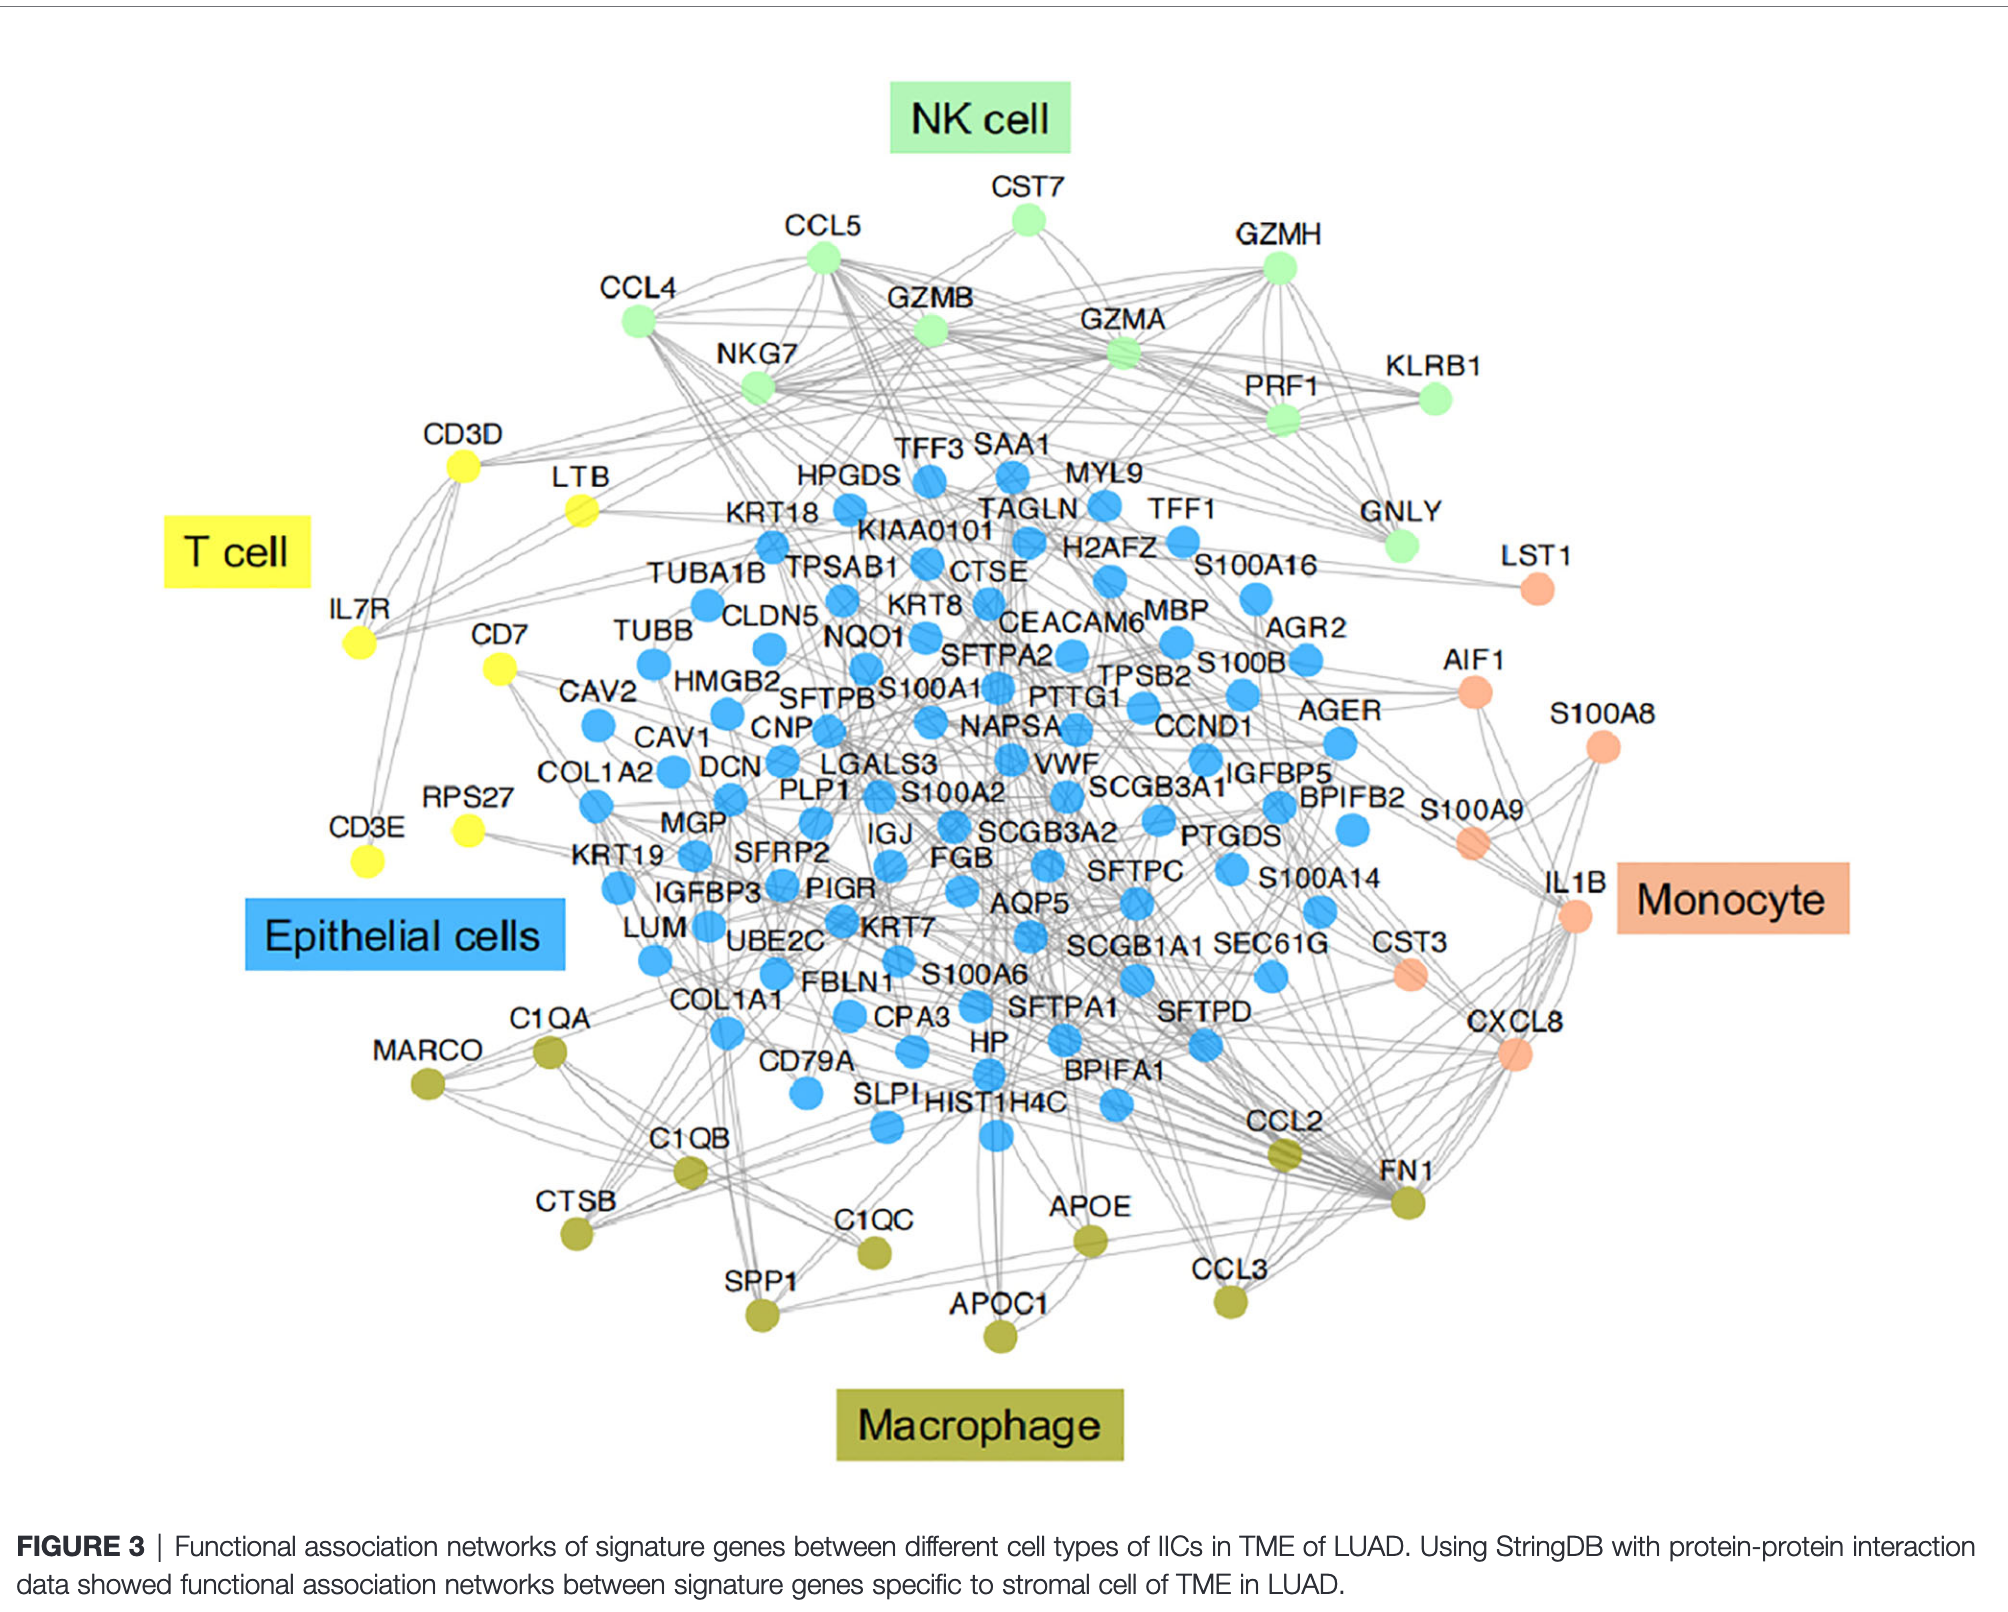 NK cell
CST7
CCL5
GZMH
CCL4
GZMB
GZMA
NKG7
KLRB1
PRF1
CD3D
TFF3 SAA1
LTB
HPGDS
MYL9
KRT18
TAGLN
TFF1
GNLY
KIAA0101
T cell
H2AFZ
LST1
TUBA1B
TPSAB1
CTSE
S100A16
IL7R
CLDN5
KRT8
CEACAM6
MBP
CD7
TUBB
NQO1
AGR2
SFTPA2
S100B
AIF1
CAV2
HMGB2
SFTPB
S100A1
PTTG1
TPSB2
AGER
S100A8
CAV1
CNP
NAPSA
CCND1
COL1A2
DCN
LGALS3
VWF
IGFBP5
RPS27
PLP1
S100A2
SCGB3A1
BPIFB2
S100A9
CD3E
MGP
IGJ
SCGB3A2
PTGDS
KRT19
SFRP2
FGB
SFTPC
S100A14
IL1B
Monocyte
IGFBP3
PIGR
AQP5
Epithelial cells
LUM
UBE2C
KRT7
SCGB1A1
SEC61G
CST3
FBLN1
S100A6
COL1A1
CPA3
SFTPA1
SFTPD
CXCL8
C1QA
MARCO
CD79A
HP
BPIFA1
SLPI
HIST1H4C
CCL2
C1QB
FN1
CTSB
C1QC
APOE
SPP1
APOC1
CCL3
Macrophage
FIGURE 3 | Functional association networks of signature genes between different cell types of IICs in TME of LUAD. Using StringDB with protein-protein interaction
data showed functional association networks between signature genes specific to stromal cell of TME in LUAD.